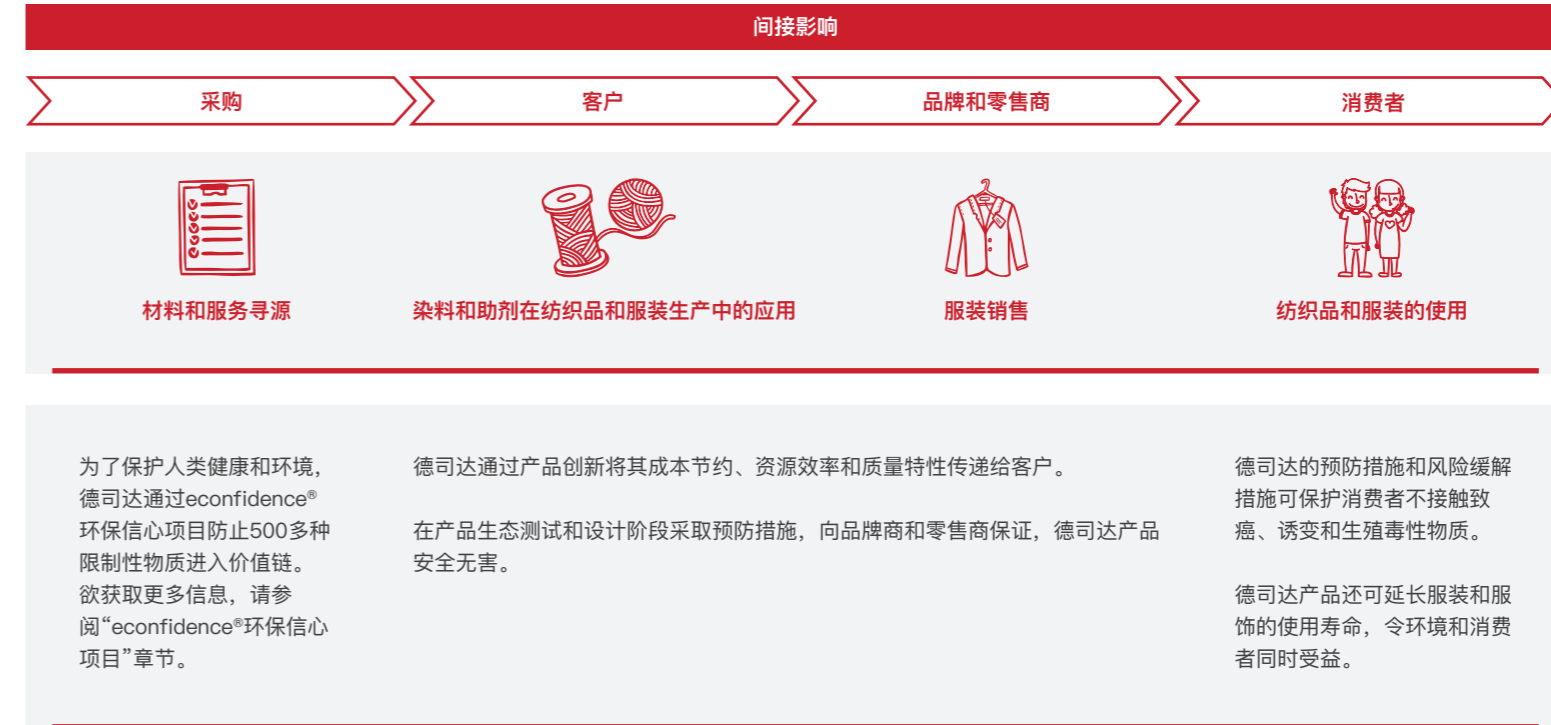 间接影响
采购
客户
品牌和零售商
消费者
材料和服务寻源
染料和助剂在纺织品和服装生产中的应用
服装销售
纺织品和服装的使用
为了保护人类健康和环境，
德司达通过econfidence®
环保信心项目防止500多种
限制性物质进入价值链。
欲获取更多信息，请参
阅“econfidence®环保信心
项目”章节。
德司达通过产品创新将其成本节约、资源效率和质量特性传递给客户。
在产品生态测试和设计阶段采取预防措施，向品牌商和零售商保证，德司达产品
安全无害。
德司达的预防措施和风险缓解
措施可保护消费者不接触致
癌、诱变和生殖毒性物质。
德司达产品还可延长服装和服
饰的使用寿命，令环境和消费
者同时受益。